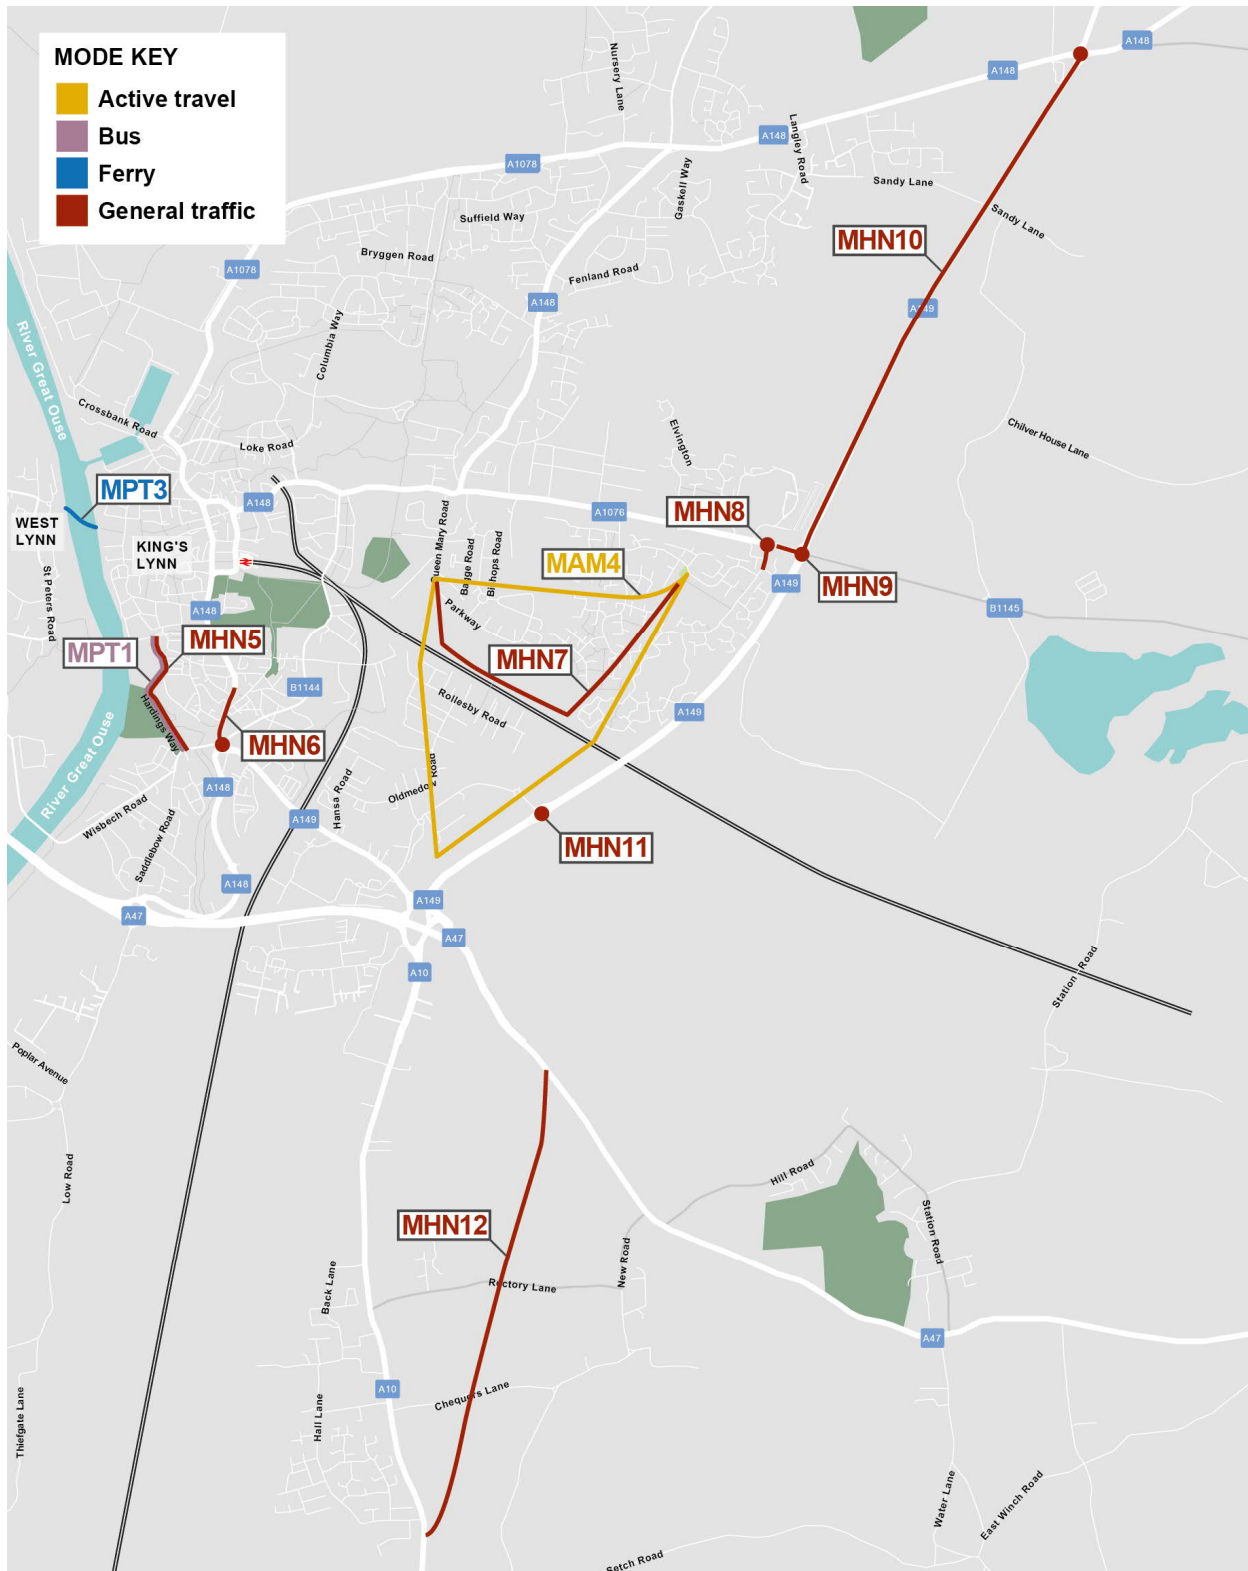 MODE KEY
Active travel
Bus
Ferry
General traffic
A148
A148
Nursery Lane
A148
Langley Road
A1078
Gaskell Way
Sandy Lane
Suffield Way
Sandy Lane
MHN10
Bryggen Road
A1078
Fenland Road
A148
A149
River Great Ouse
Columbia Way
Crossbank Road
Loke Road
Elvington
Chilver House Lane
MPT3
A148
A1076
MHN8
WEST
LYNN
KING'S
LYNN
Queen Mary Road
Bagge Road
Bishops Road
MAM4
A149
MHN9
St Peters Road
A148
Parkway
B1145
MPT1
MHN5
MHN7
B1144
Hardings Way
Rollesby Road
A149
MHN6
River Great Ouse
A148
Oldmedow Road
Hansa Road
Wisbech Road
A149
Saddlebow Road
MHN11
A148
A149
A47
A47
A10
Station Road
Poplar Avenue
Low Road
Hill Road
Station Road
MHN12
New Road
Back Lane
Rectory Lane
A47
A10
Chequers Lane
Hall Lane
Thiefgate Lane
Water Lane
East Winch Road
Setch Road